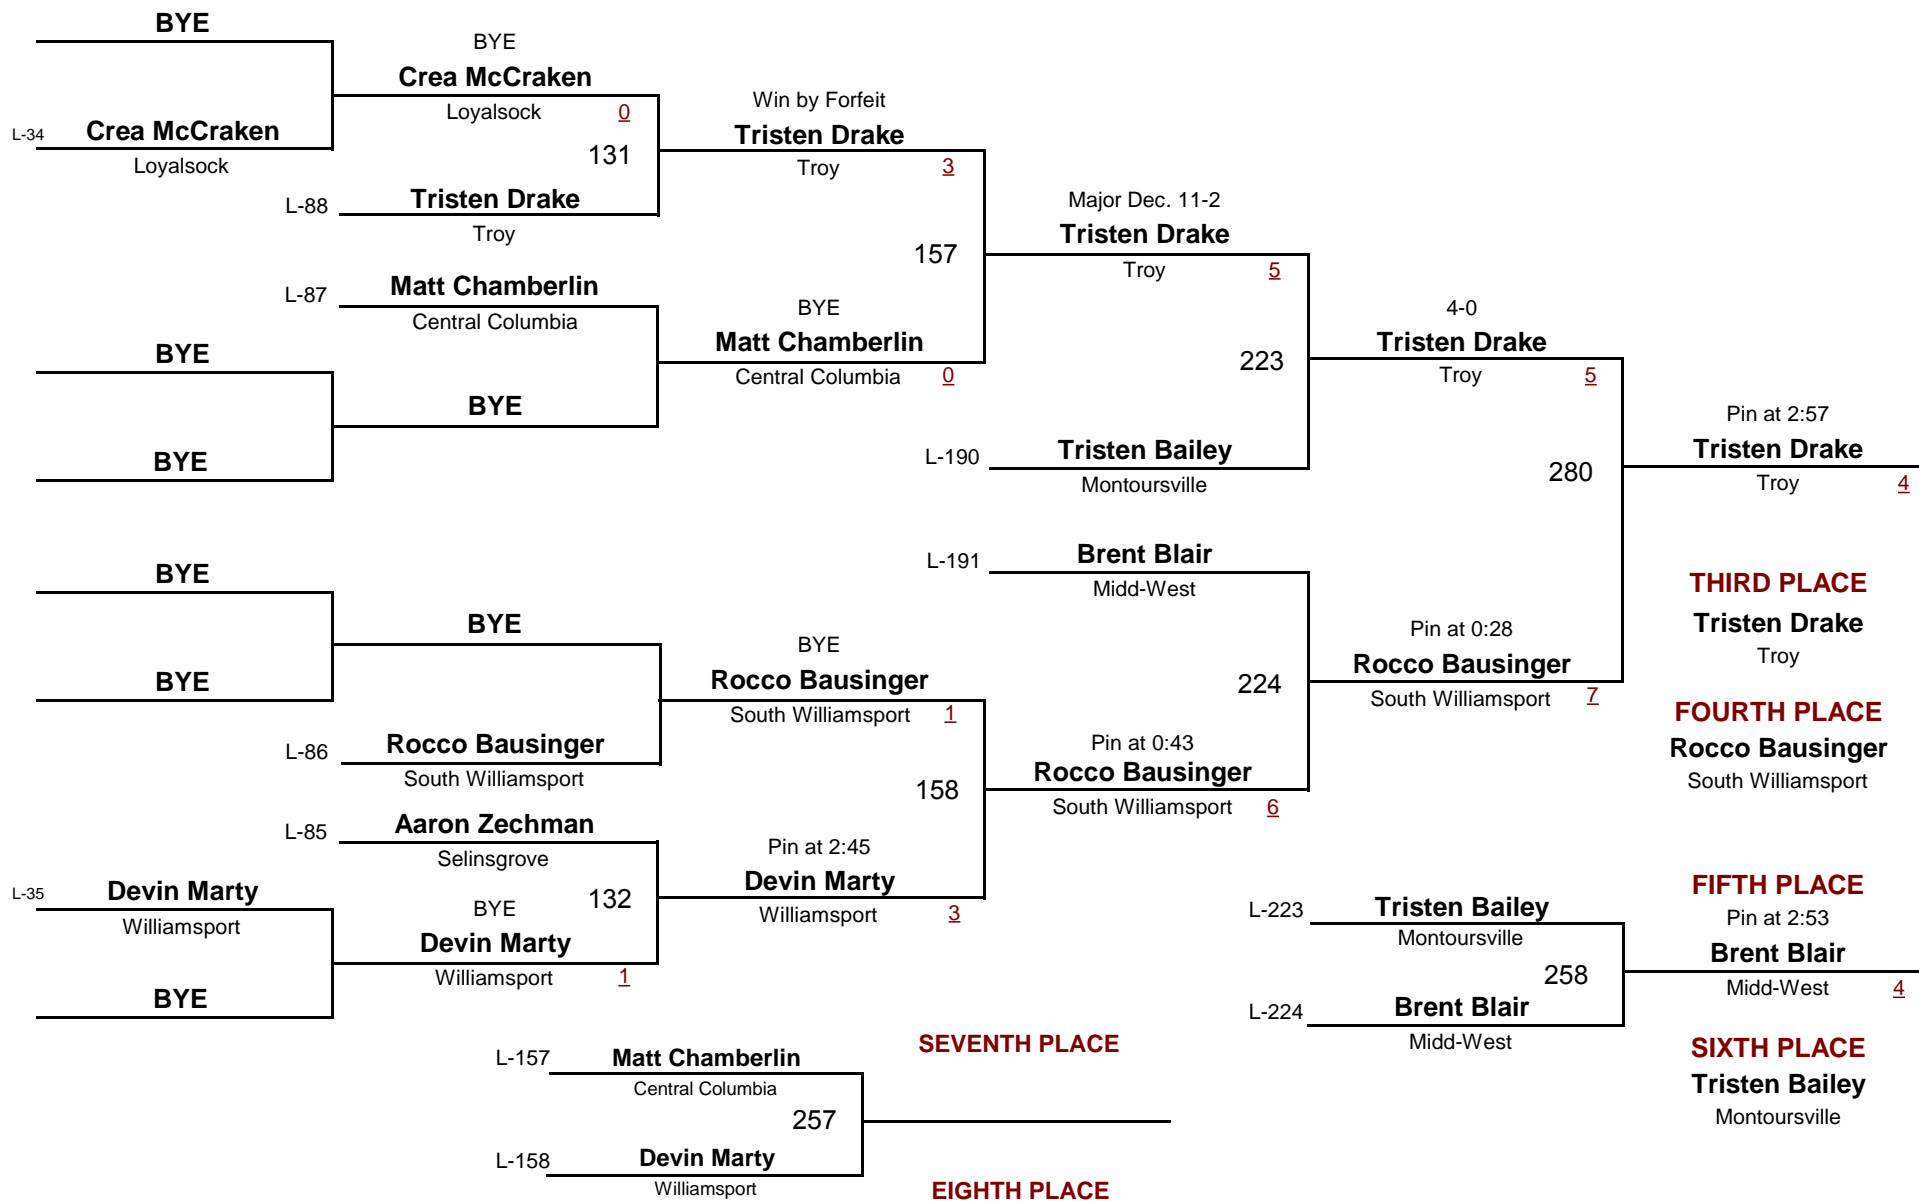 BYE
BYE
Crea McCraken
Loyalsock
0
L-34
Crea McCraken
Loyalsock
131
Win by Forfeit
Tristen Drake
Troy
3
L-88
Tristen Drake
Troy
157
Major Dec. 11-2
Tristen Drake
Troy
5
L-87
Matt Chamberlin
Central Columbia
BYE
Matt Chamberlin
Central Columbia
0
BYE
BYE
BYE
223
4-0
Tristen Drake
Troy
5
L-190
Tristen Bailey
Montoursville
280
Pin at 2:57
Tristen Drake
Troy
4
L-191
Brent Blair
Midd-West
BYE
BYE
BYE
BYE
Rocco Bausinger
South Williamsport
1
224
Pin at 0:28
Rocco Bausinger
South Williamsport
7
THIRD PLACE
Tristen Drake
Troy
FOURTH PLACE
Rocco Bausinger
South Williamsport
L-86
Rocco Bausinger
South Williamsport
158
Pin at 0:43
Rocco Bausinger
South Williamsport
6
L-85
Aaron Zechman
Selinsgrove
132
Pin at 2:45
Devin Marty
Williamsport
3
L-35
Devin Marty
Williamsport
BYE
Devin Marty
Williamsport
1
BYE
L-223
Tristen Bailey
Montoursville
258
L-224
Brent Blair
Midd-West
FIFTH PLACE
Pin at 2:53
Brent Blair
Midd-West
4
SIXTH PLACE
Tristen Bailey
Montoursville
L-157
Matt Chamberlin
Central Columbia
SEVENTH PLACE
257
L-158
Devin Marty
Williamsport
EIGHTH PLACE